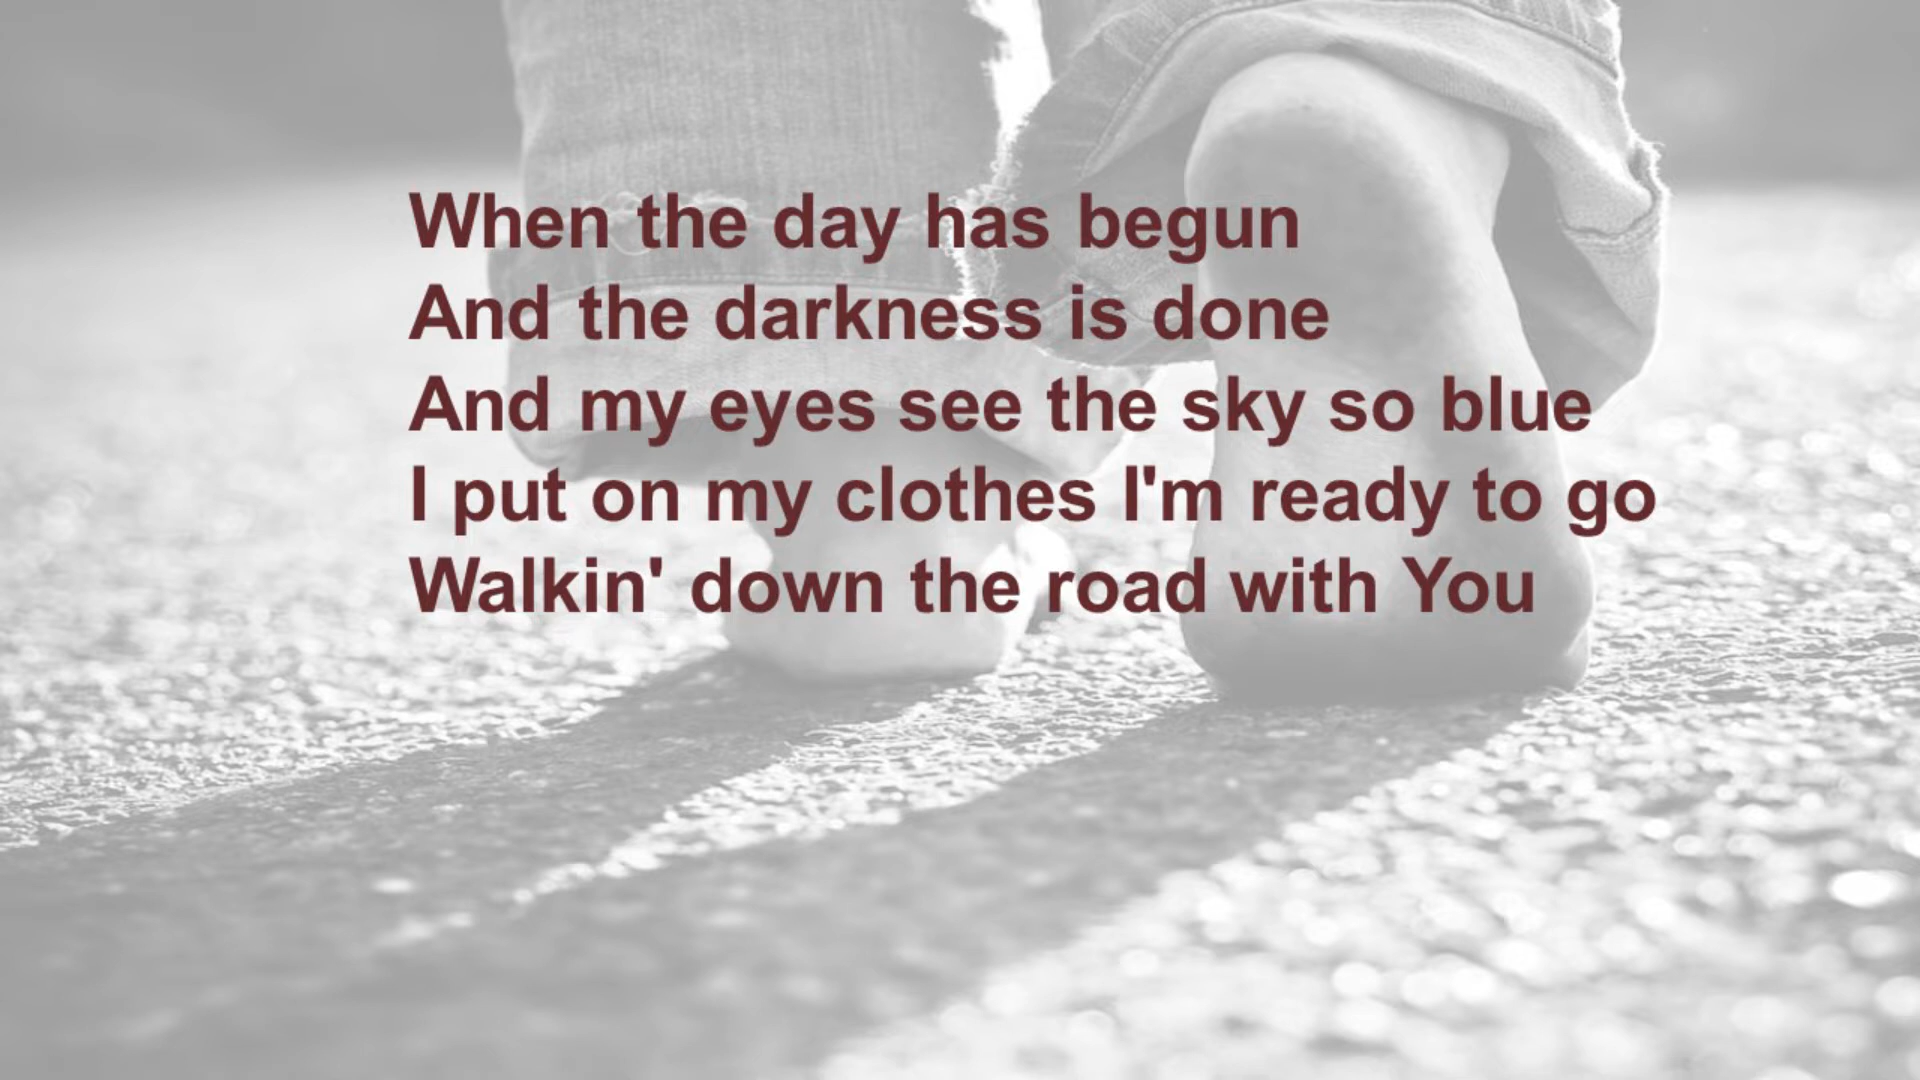 When the day has begun
And the darkness is done
And my eyes see the sky so blue
I put on my clothes I'm ready to go
Walkin' down the road with You